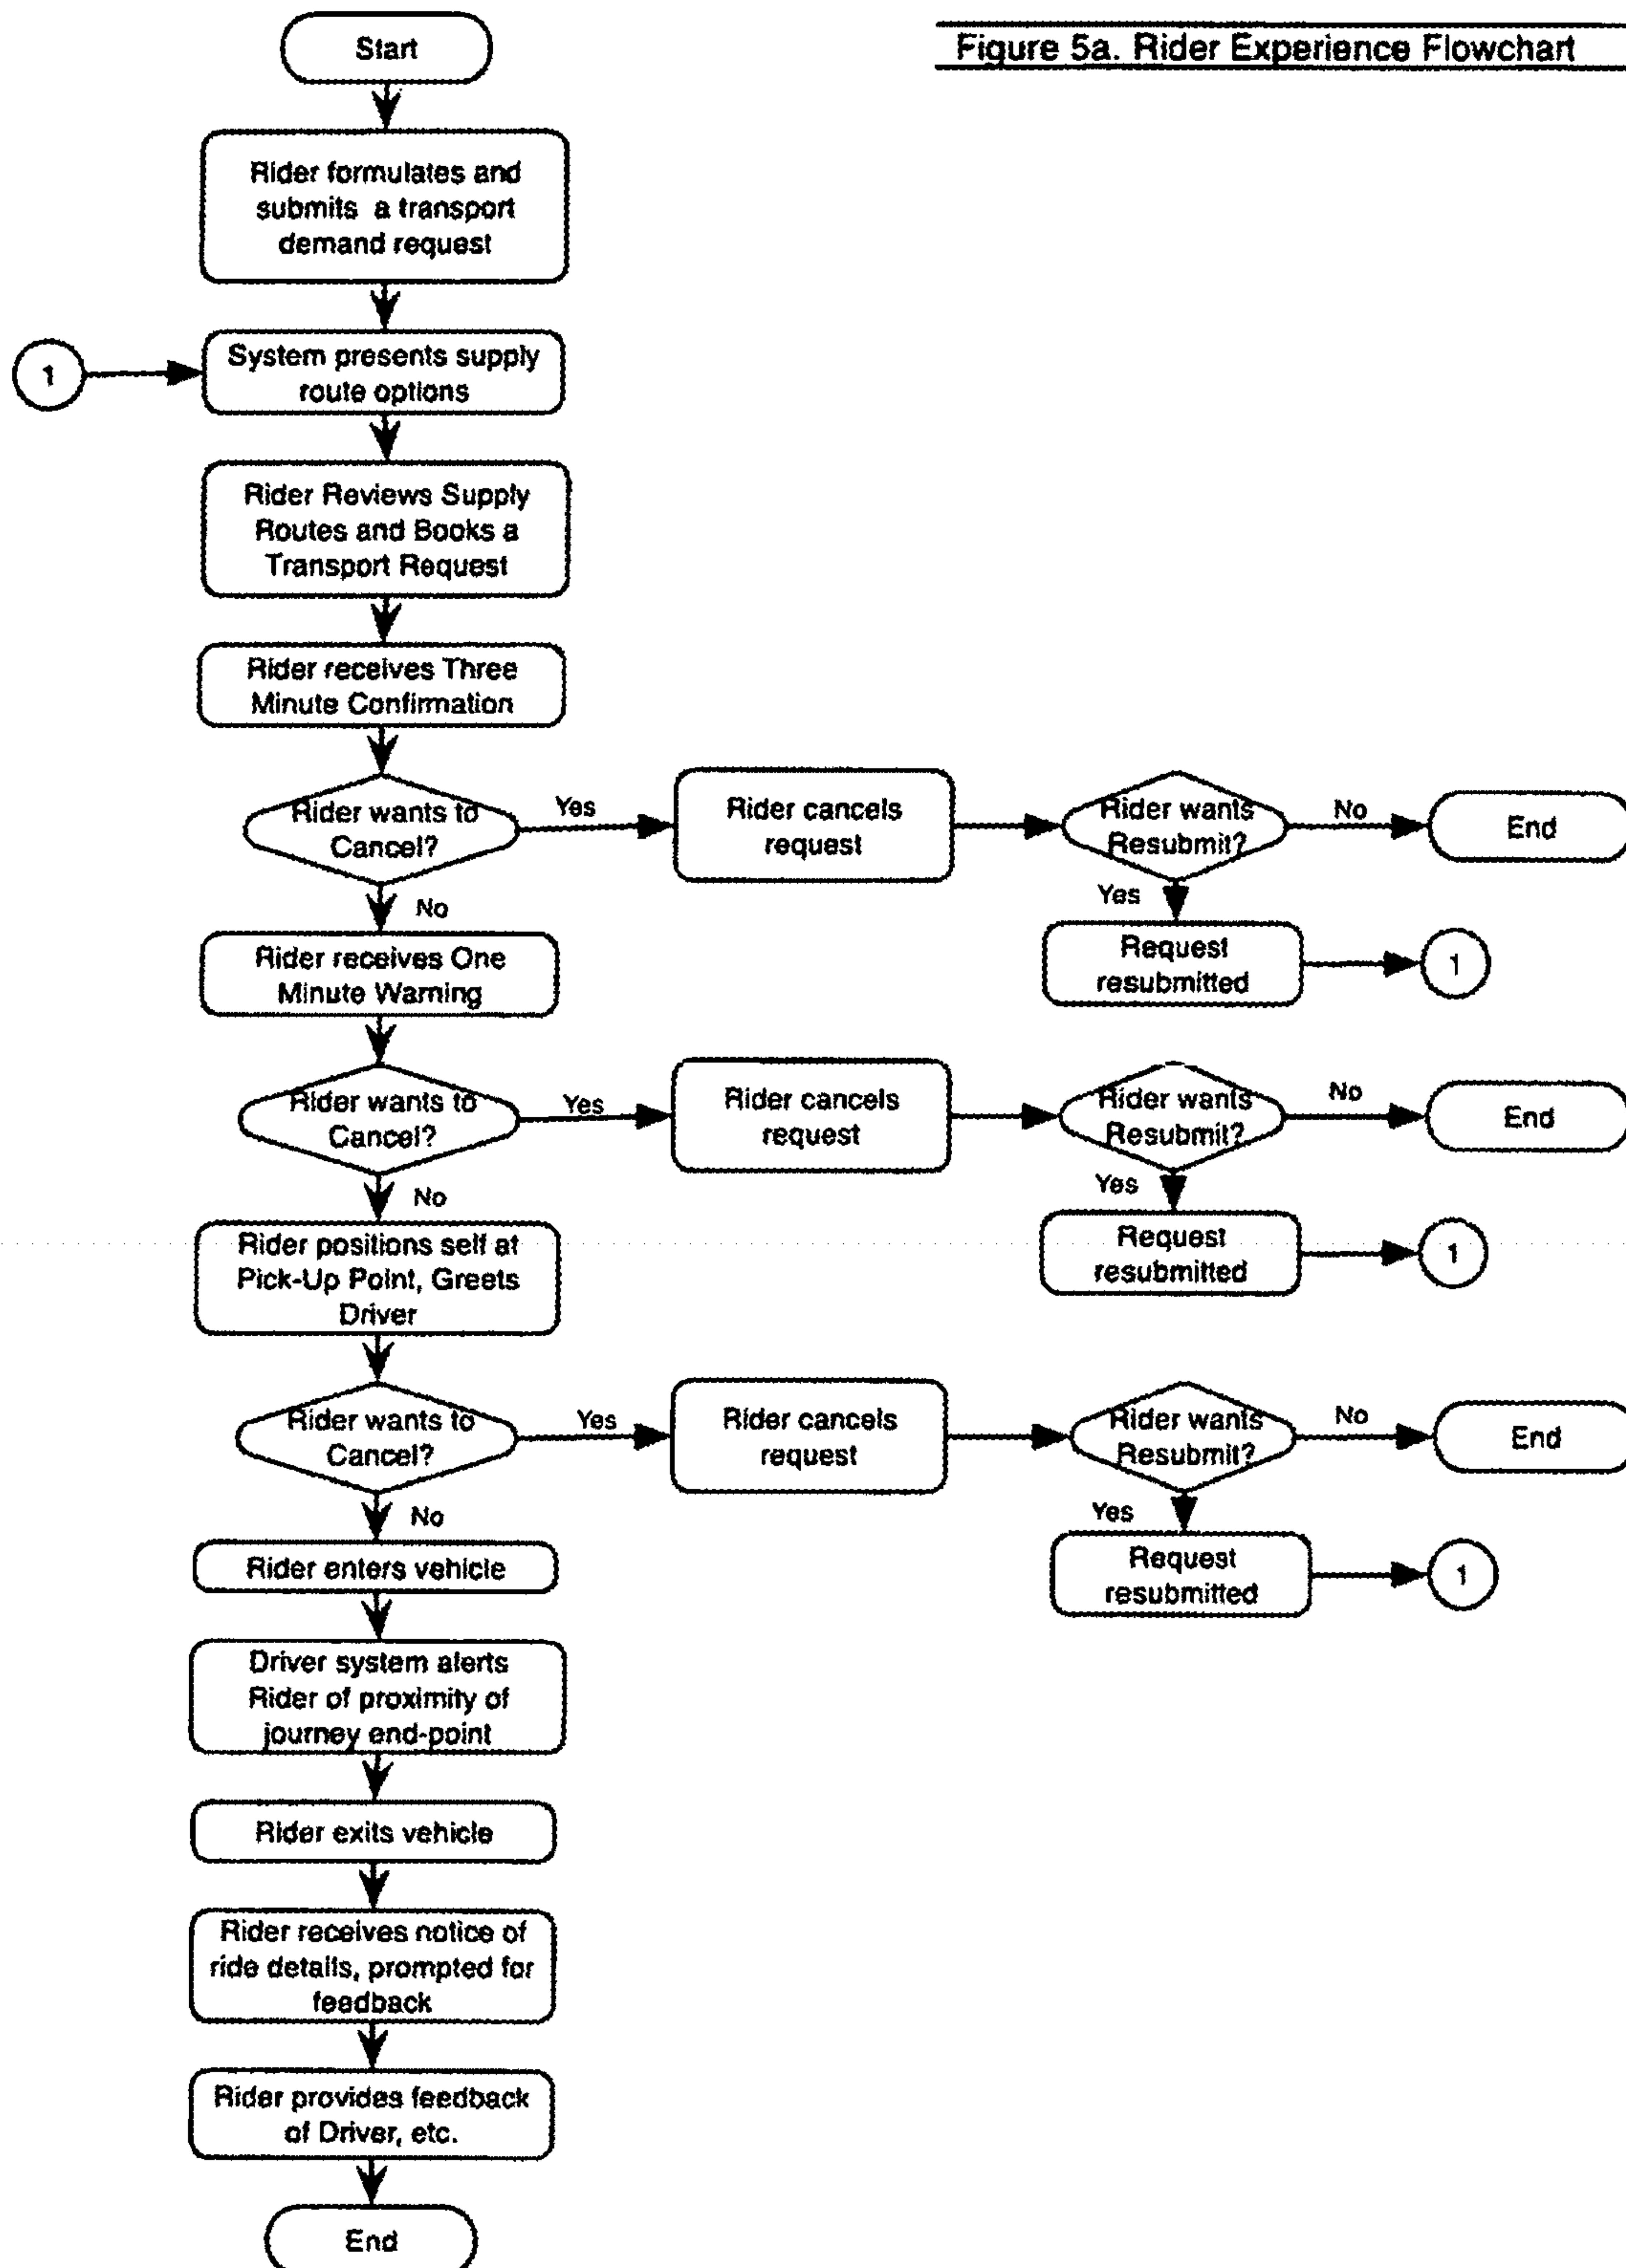 Start
Figure 5a. Rider Experience Flowchart
Rider formulates and
submits a transport
demand request
1
System presents supply
route options
Rider Reviews Supply
Routes and Books a
Transport Request
Rider receives Three
Minute Confirmation
Rider wants to
Cancel?
Yes
Rider cancels
request
Rider wants
Resubmit?
No
End
Yes
Request
resubmitted
1
No
Rider receives One
Minute Warning
Rider wants to
Cancel?
Yes
Rider cancels
request
Rider wants
Resubmit?
No
End
Yes
Request
resubmitted
1
No
Rider positions self at
Pick-Up Point, Greets
Driver
Rider wants to
Cancel?
Yes
Rider cancels
request
Rider wants
Resubmit?
No
End
Yes
Request
resubmitted
1
No
Rider enters vehicle
Driver system alerts
Rider of proximity of
journey end-point
Rider exits vehicle
Rider receives notice of
ride details, prompted for
feedback
Rider provides feedback
of Driver, etc.
End